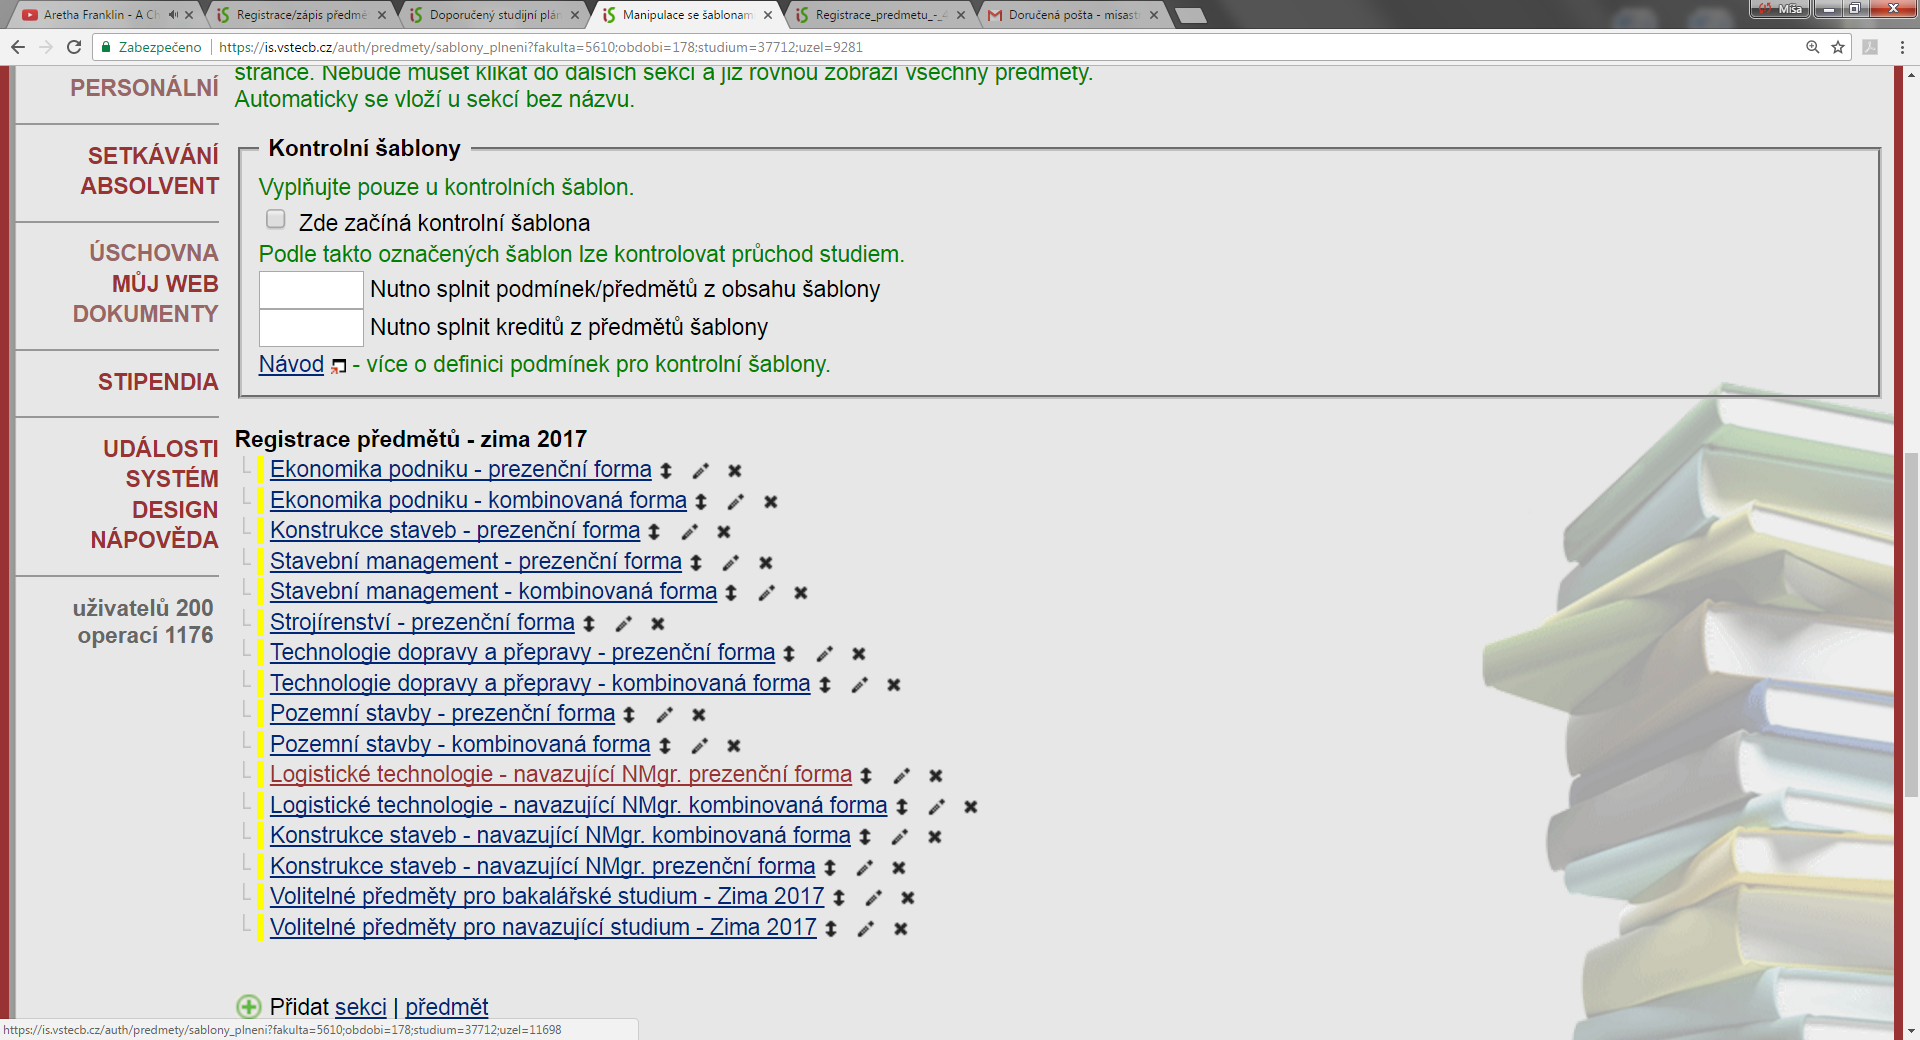 Aretha Franklin - A Ch
Registrace/zápis předmě
Doporučený studijní plán
Manipulace se šablonam
Registrace_predmetu_-_
Doručená pošta - misast
Míša
Zabezpečeno
https://is.vstecb.cz/auth/predmety/sablony_plneni?fakulta=5610;obdobi=178;studium=37712;uzel=9281
PERSONÁLNÍ
SETKÁVÁNÍ
ABSOLVENT
ÚSCHOVNA
MŮJ WEB
DOKUMENTY
STIPENDIA
UDÁLOSTI
SYSTÉM
DESIGN
NÁPOVĚDA
uživatelů 200
operací 1176
stránce. Nebude muset klikat do dalších sekcí a již rovnou zobrazí všechny předměty.
Automaticky se vloží u sekcí bez názvu.
Kontrolní šablony
Vyplňujte pouze u kontrolních šablon.
Zde začíná kontrolní šablona
Podle takto označených šablon lze kontrolovat průchod studiem.
Nutno splnit podmínek/předmětů z obsahu šablony
Nutno splnit kreditů z předmětů šablony
Návod - více o definici podmínek pro kontrolní šablony.
Registrace předmětů - zima 2017
Ekonomika podniku - prezenční forma
Ekonomika podniku - kombinovaná forma
Konstrukce staveb - prezenční forma
Stavební management - prezenční forma
Stavební management - kombinovaná forma
Strojírenství - prezenční forma
Technologie dopravy a přepravy - prezenční forma
Technologie dopravy a přepravy - kombinovaná forma
Pozemní stavby - prezenční forma
Pozemní stavby - kombinovaná forma
Logistické technologie - navazující NMgr. prezenční forma
Logistické technologie - navazující NMgr. kombinovaná forma
Konstrukce staveb - navazující NMgr. kombinovaná forma
Konstrukce staveb - navazující NMgr. prezenční forma
Volitelné předměty pro bakalářské studium - Zima 2017
Volitelné předměty pro navazující studium - Zima 2017
Přidat sekci | předmět
https://is.vstecb.cz/auth/predmety/sablony_plneni?fakulta=5610;obdobi=178;studium=37712;uzel=11698